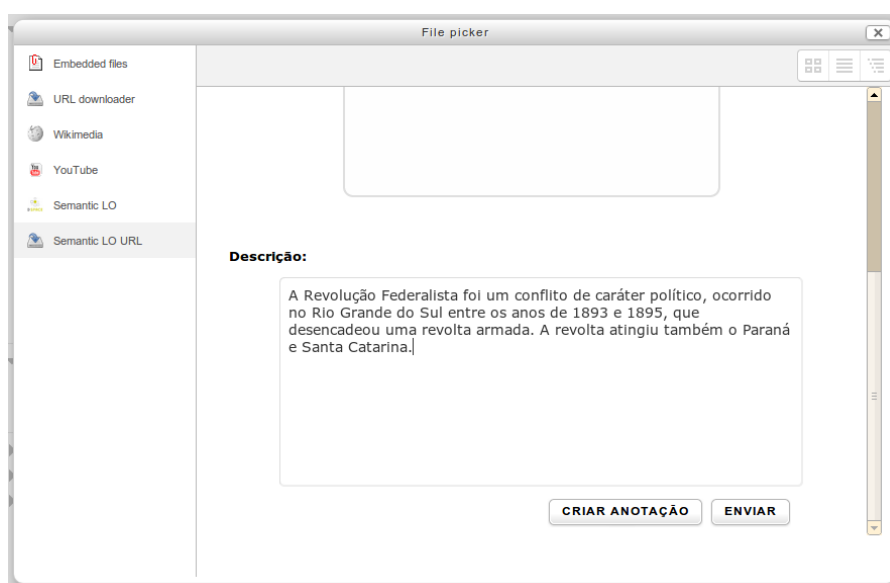 File picker
Embedded files
URL downloader
Wikimedia
YouTube
Semantic LO
Semantic LO URL
Descrição:
A Revolução Federalista foi um conflito de caráter político, ocorrido
no Rio Grande do Sul entre os anos de 1893 e 1895, que
desencadeou uma revolta armada. A revolta atingiu também o Paraná
e Santa Catarina.
CRIAR ANOTAÇÃO
ENVIAR